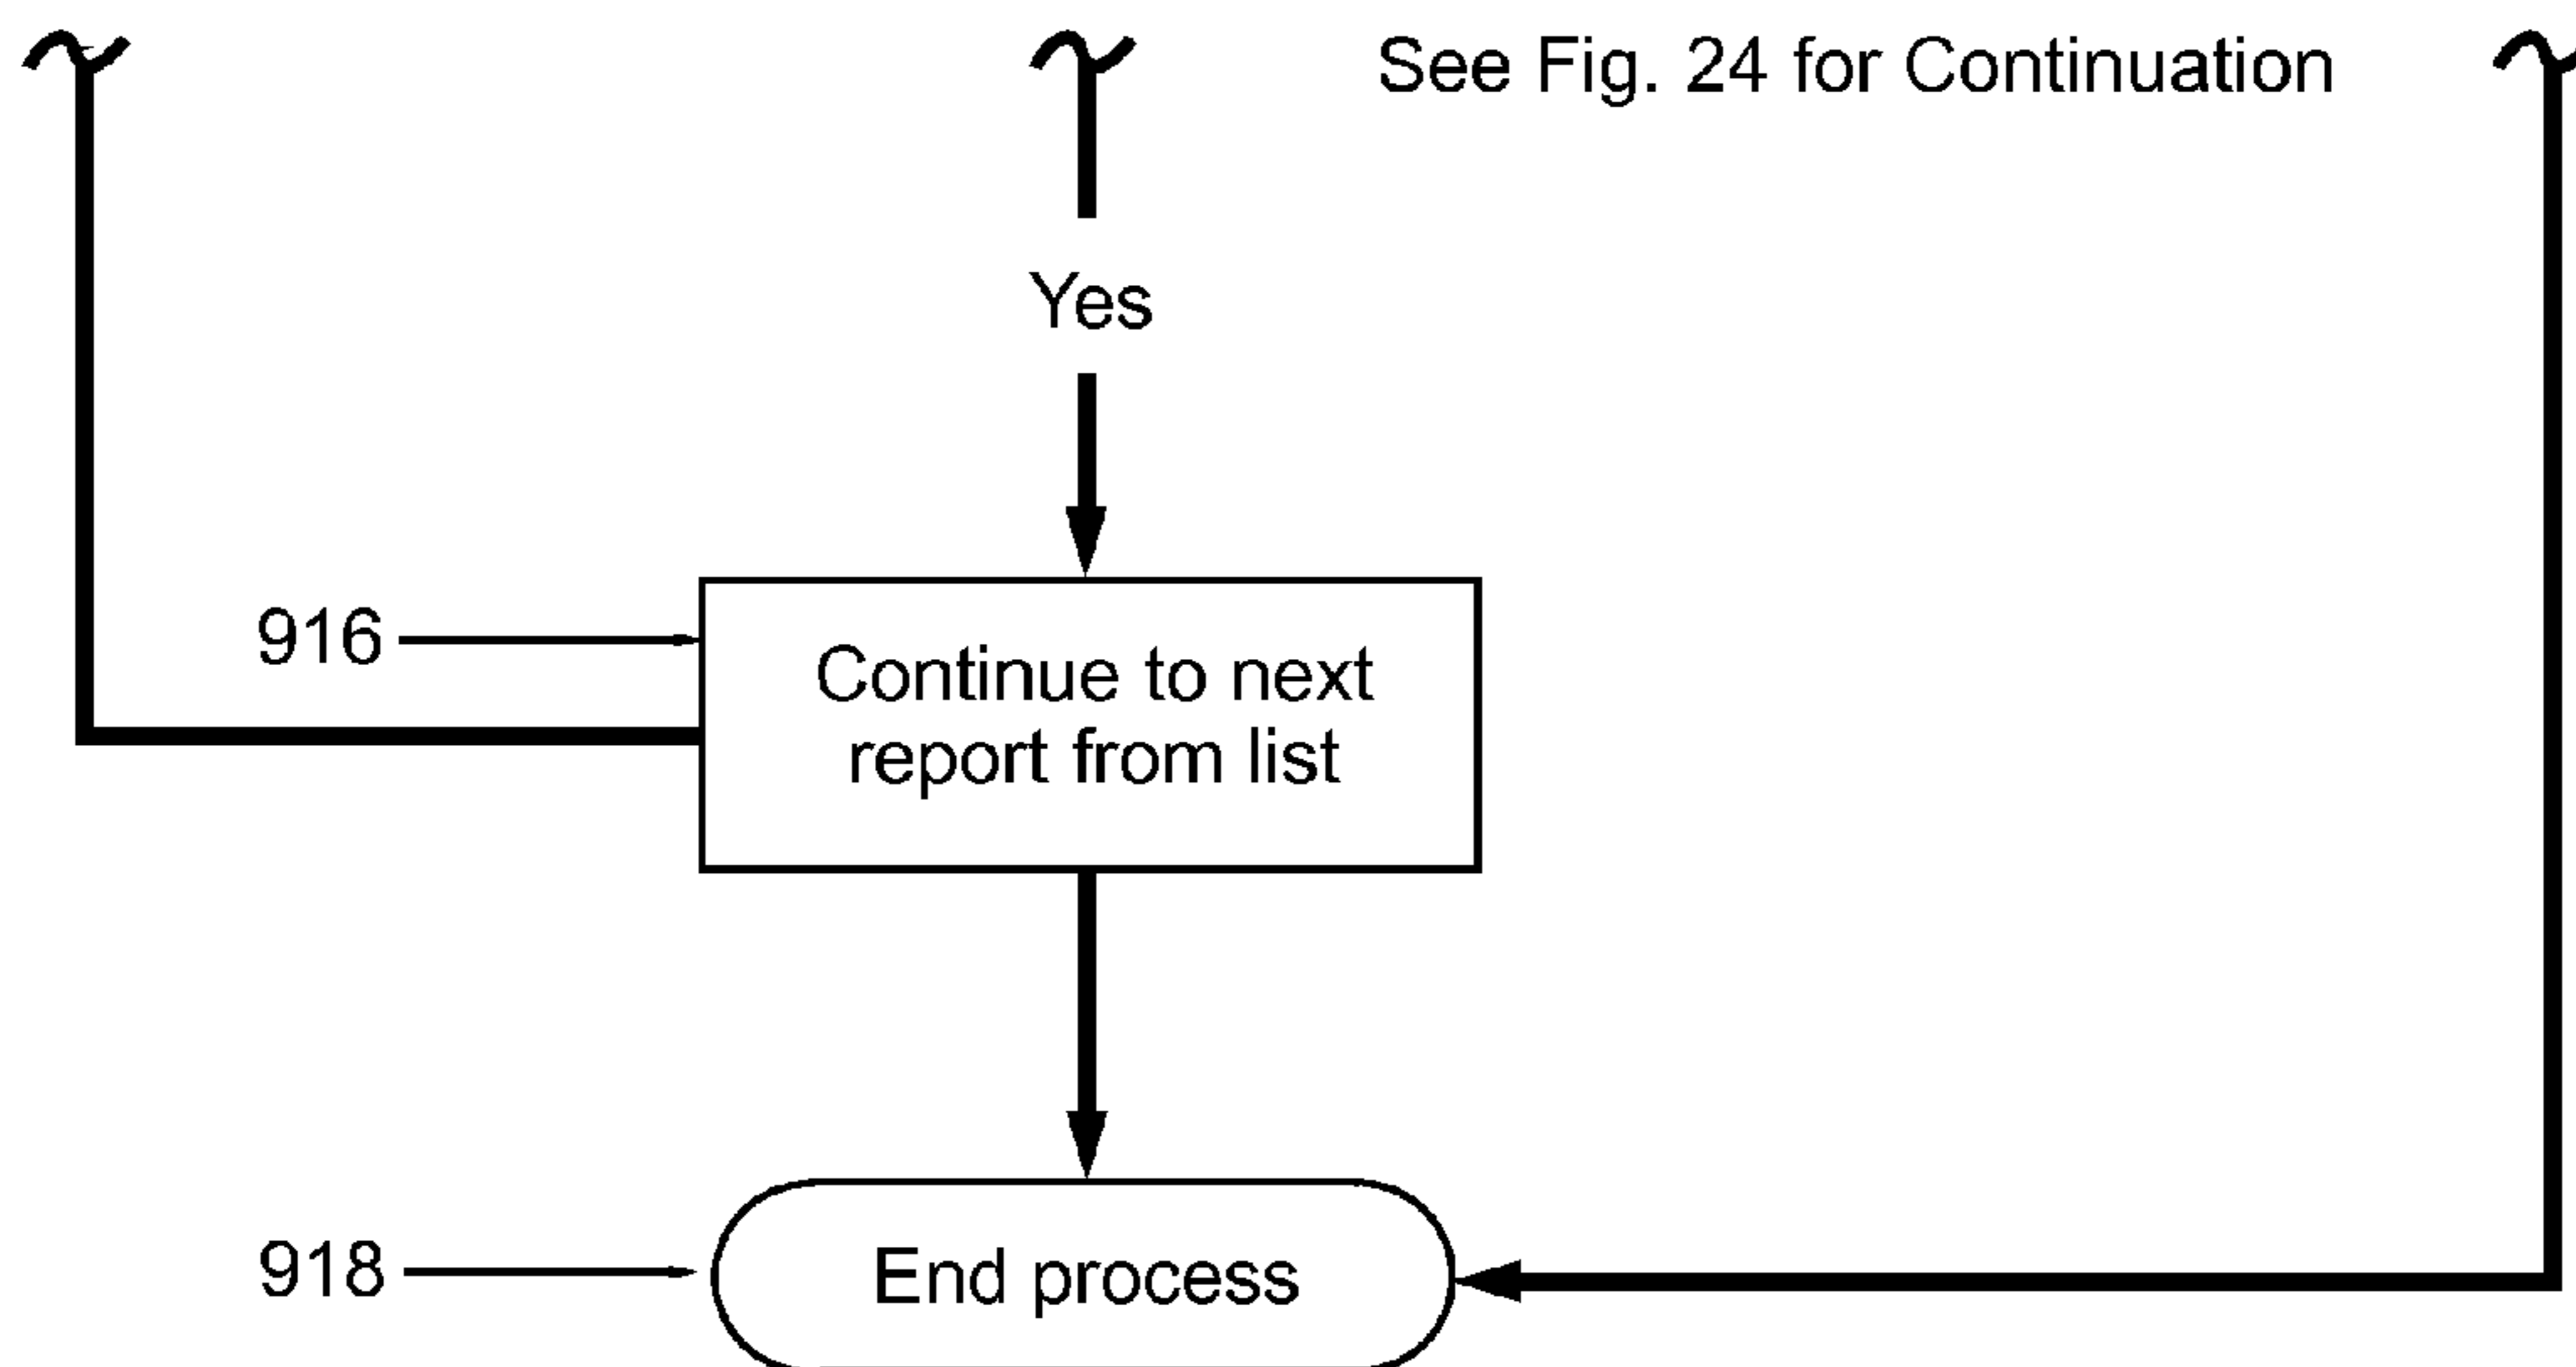 See Fig. 24 for Continuation
Yes
916
Continue to next
report from list
918
End process